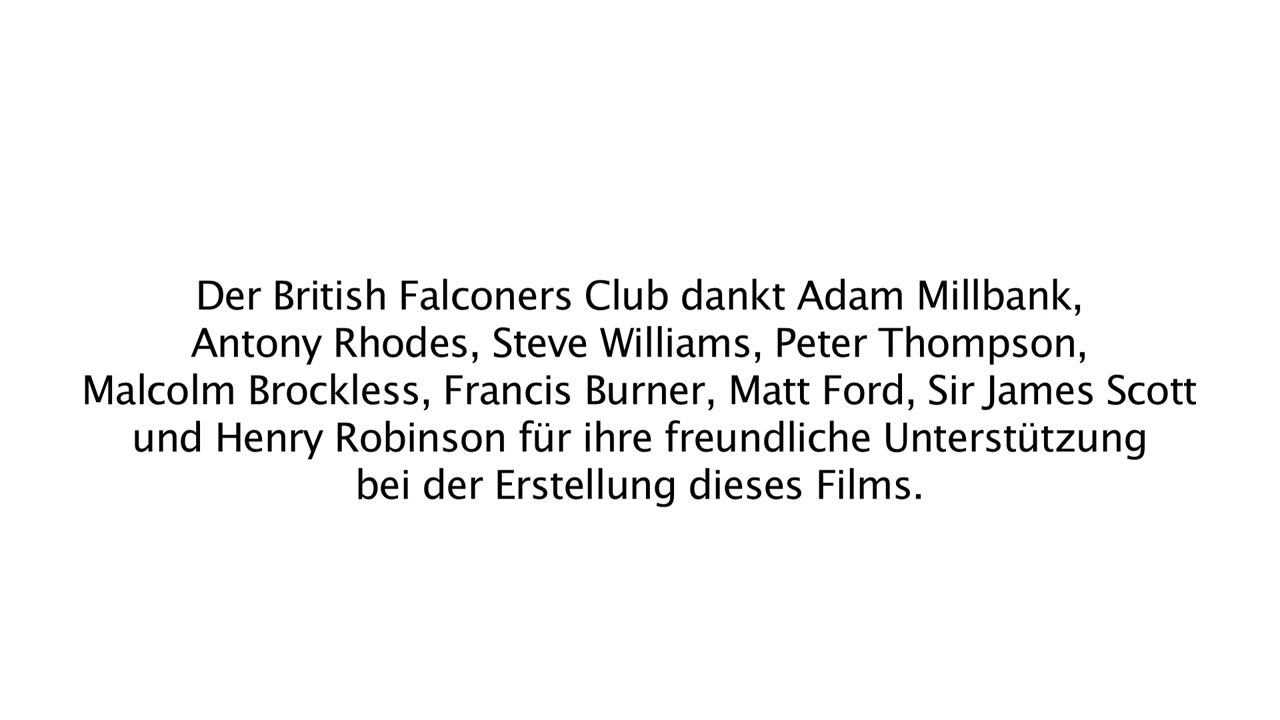 Der British Falconers Club dankt Adam Millbank,
Antony Rhodes, Steve Williams, Peter Thompson,
Malcolm Brockless, Francis Burner, Matt Ford, Sir James Scott
und Henry Robinson für ihre freundliche Unterstützung
bei der Erstellung dieses Films.